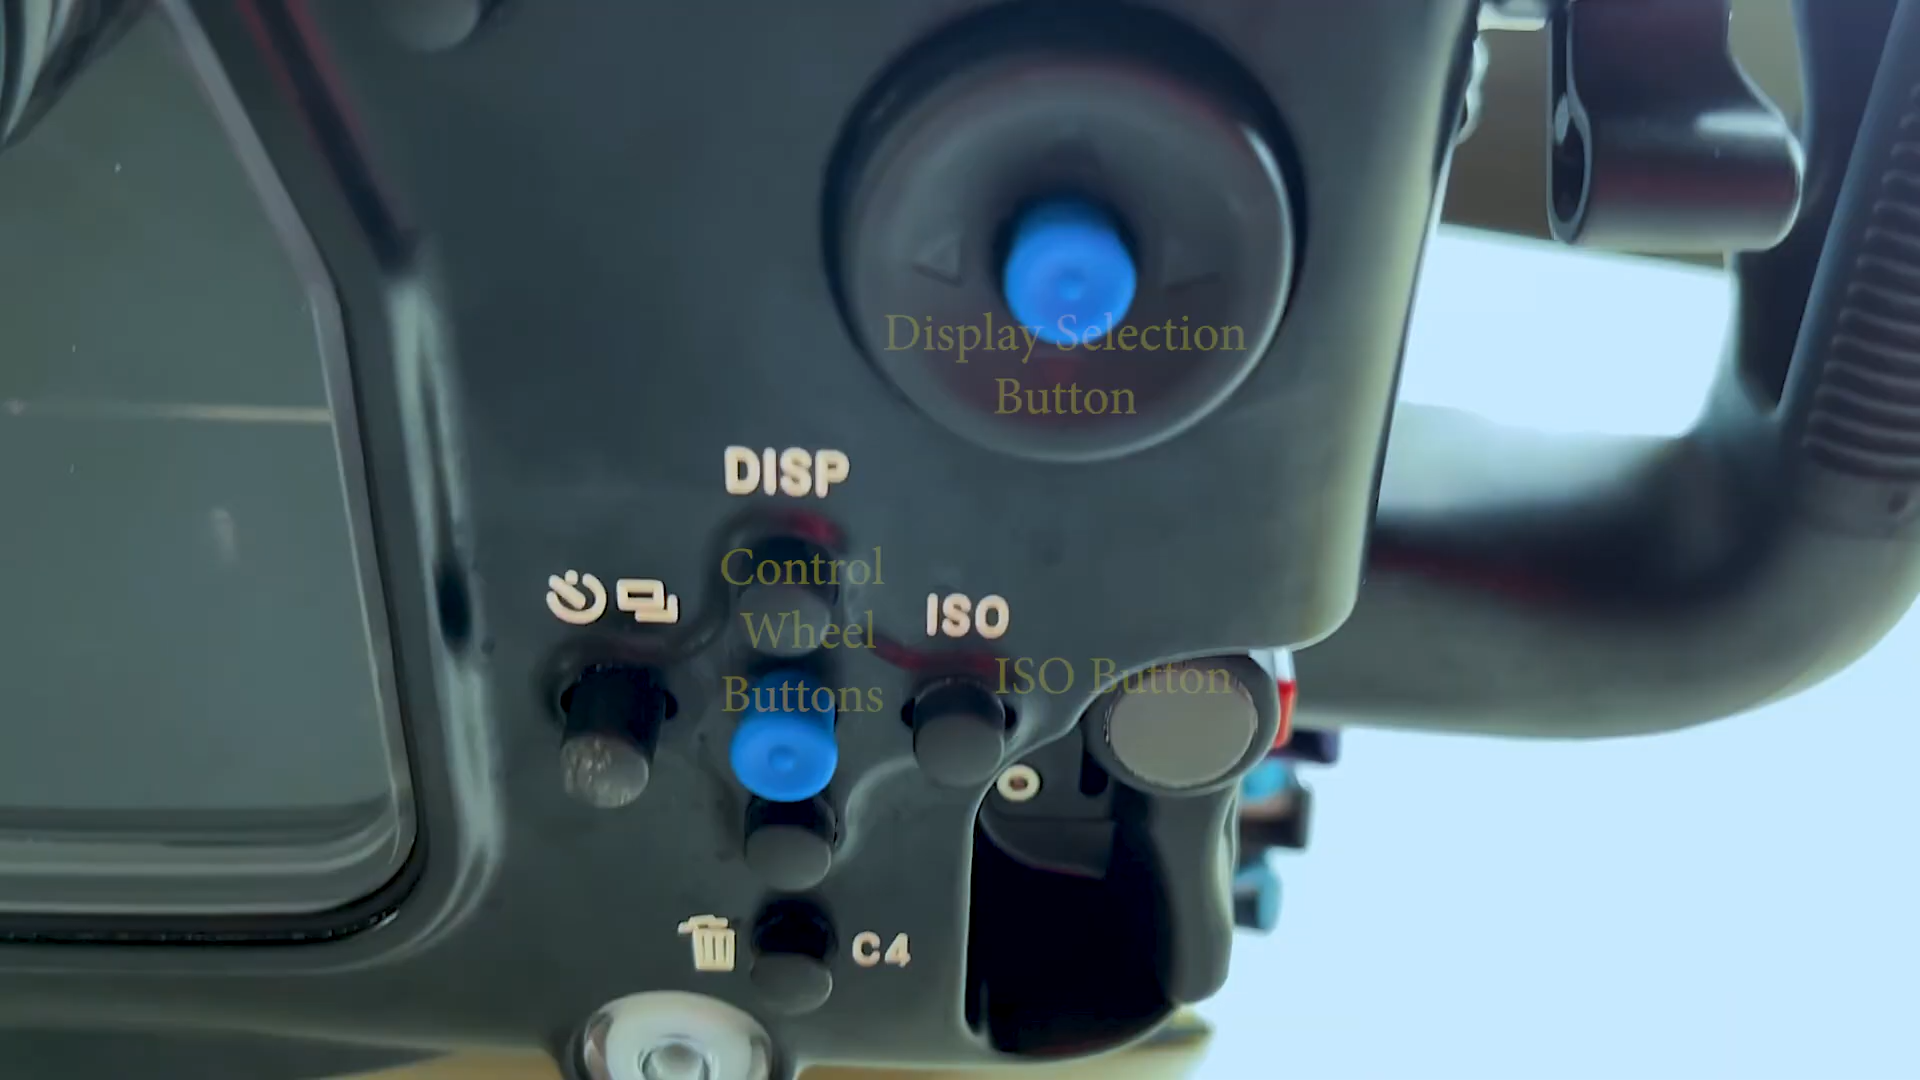 Display Selection
Button
DISP
Control
Wheel
Buttons
ISO
ISO Button
C4